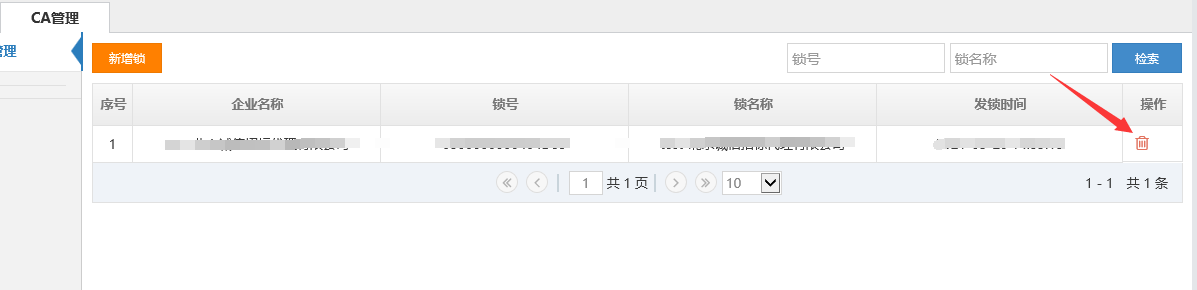 CA管理
管理
新增锁
锁号
锁名称
检索
序号 企业名称 锁号 锁名称 发锁时间 操作
1
1 共 1 页 10 1 - 1 共 1 条